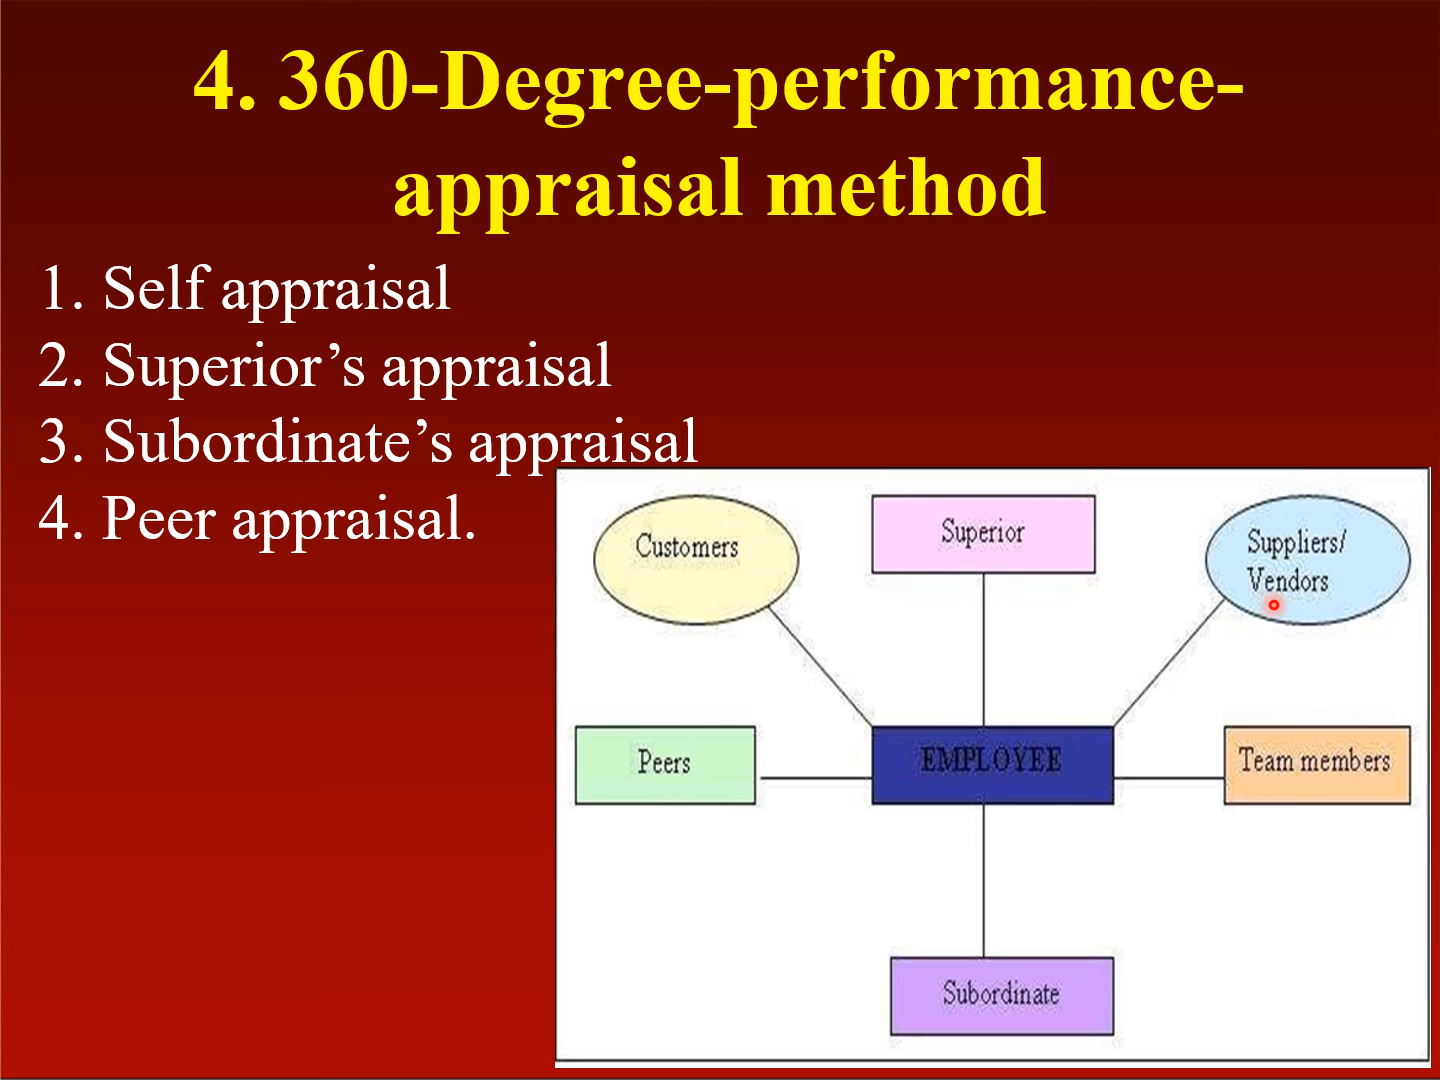 4. 360-Degree-performance-
appraisal method
1. Self appraisal
2. Superior’s appraisal
3. Subordinate’s appraisal
4. Peer appraisal.
Customers
Superior
Suppliers/
Vendors
Peers
EMPLOYEE
Team members
Subordinate